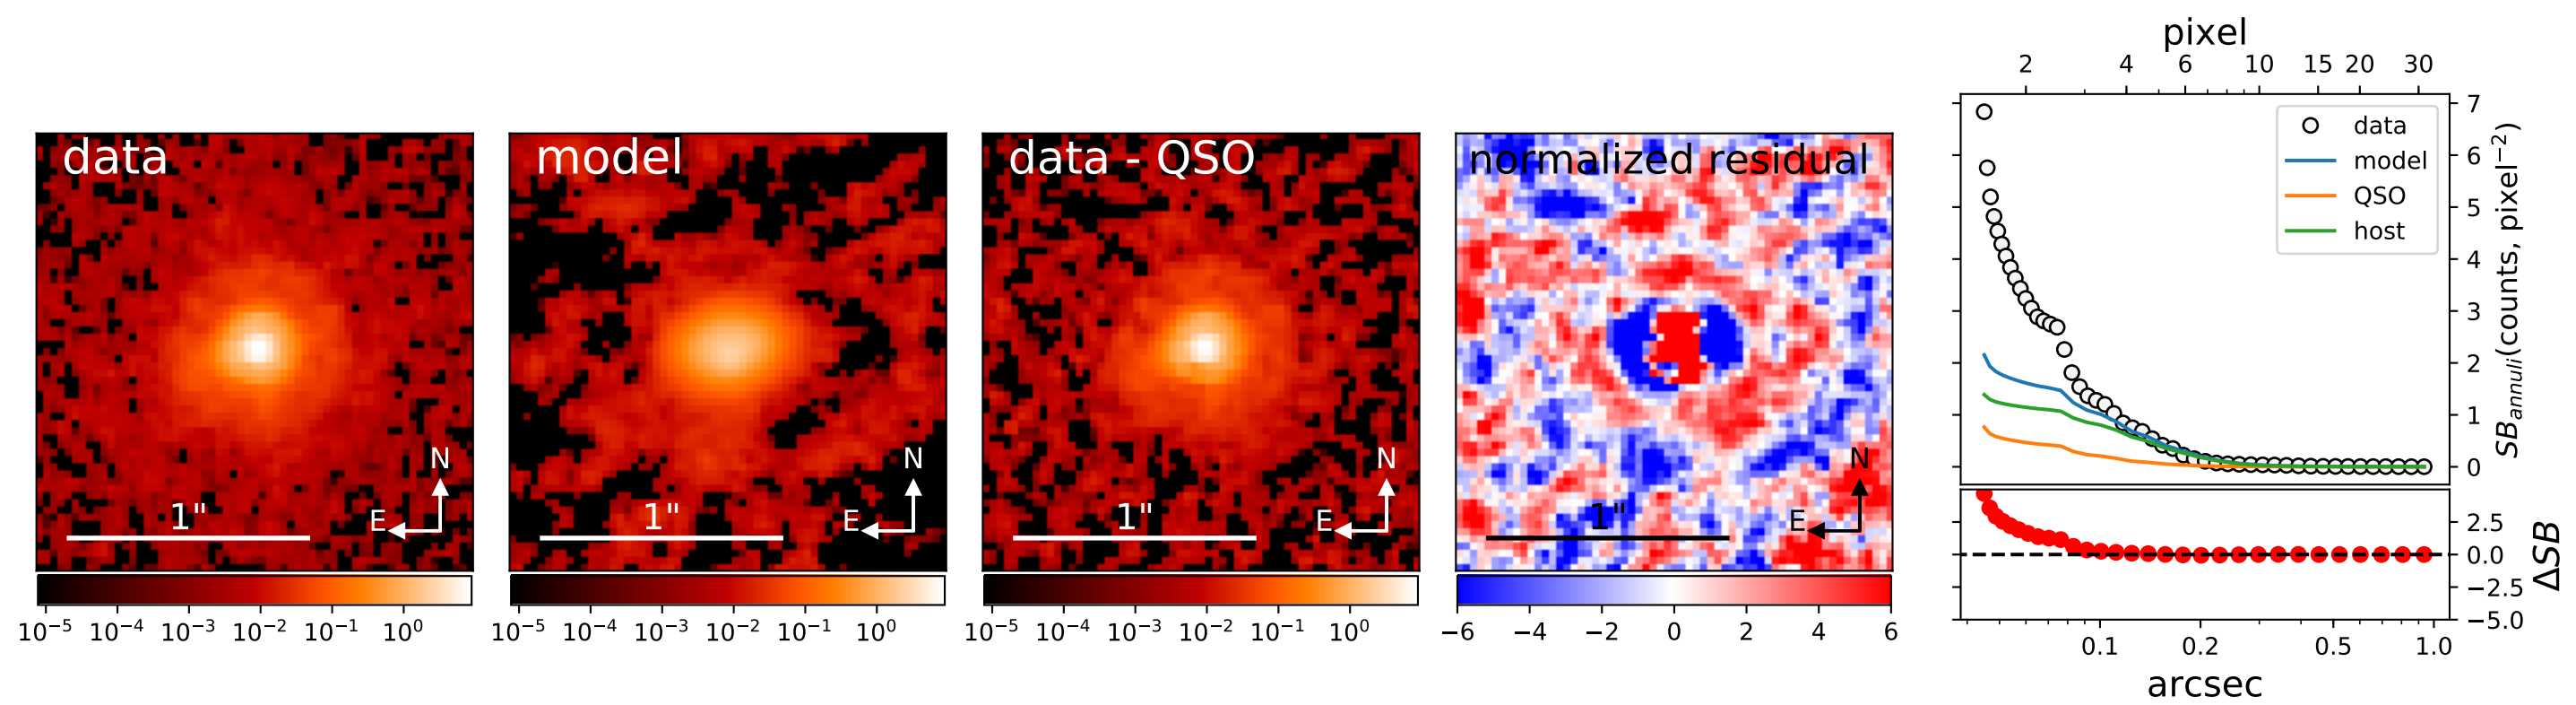 data
1"
N
E
10⁻⁵ 10⁻⁴ 10⁻³ 10⁻² 10⁻¹ 10⁰
model
1"
N
E
10⁻⁵ 10⁻⁴ 10⁻³ 10⁻² 10⁻¹ 10⁰
data - QSO
1"
N
E
10⁻⁵ 10⁻⁴ 10⁻³ 10⁻² 10⁻¹ 10⁰
normalized residual
1"
N
E
−6 −4 −2 0 2 4 6
pixel
2 4 6 10 15 20 30
data
model
QSO
host
7
6
5
4
3
2
1
0
SB_annuli(counts, pixel⁻²)
2.5
0.0
−2.5
−5.0
ΔSB
0.1 0.2 0.5 1.0
arcsec